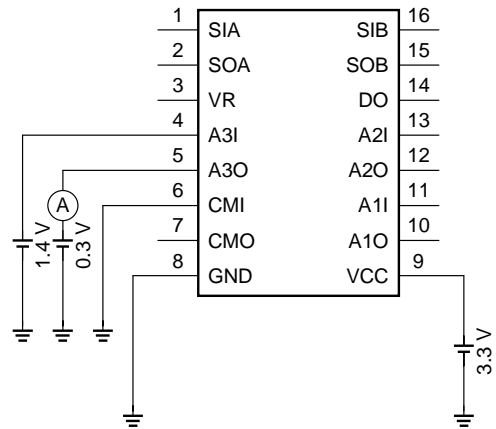 1 SIA SIB 16
2 SOA SOB 15
3 VR DO 14
4 A3I A2I 13
5 A3O A2O 12
6 CMI A1I 11
7 CMO A1O 10
8 GND VCC 9
A
1.4 V
0.3 V
3.3 V